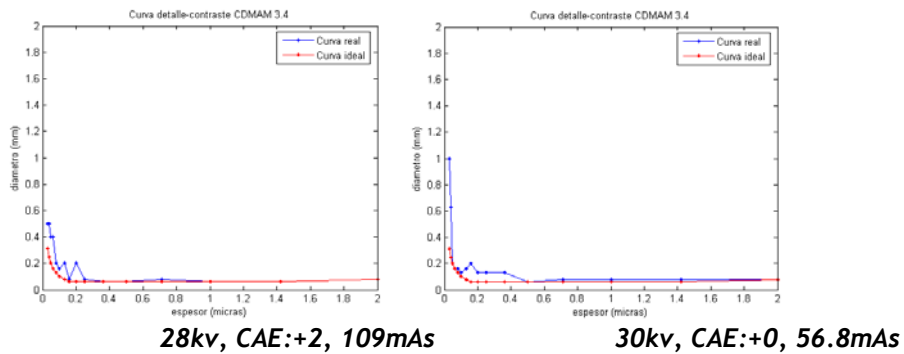 Curva detalle-contraste CDMAM 3.4
2
1.8
1.6
1.4
1.2
1
0.8
0.6
0.4
0.2
0
diametro (mm)
Curva real
Curva ideal
0 0.2 0.4 0.6 0.8 1 1.2 1.4 1.6 1.8 2
espesor (micras)
28kv, CAE:+2, 109mAs
Curva detalle-contraste CDMAM 3.4
2
1.8
1.6
1.4
1.2
1
0.8
0.6
0.4
0.2
0
diametro (mm)
Curva real
Curva ideal
0 0.2 0.4 0.6 0.8 1 1.2 1.4 1.6 1.8 2
espesor (micras)
30kv, CAE:+0, 56.8mAs